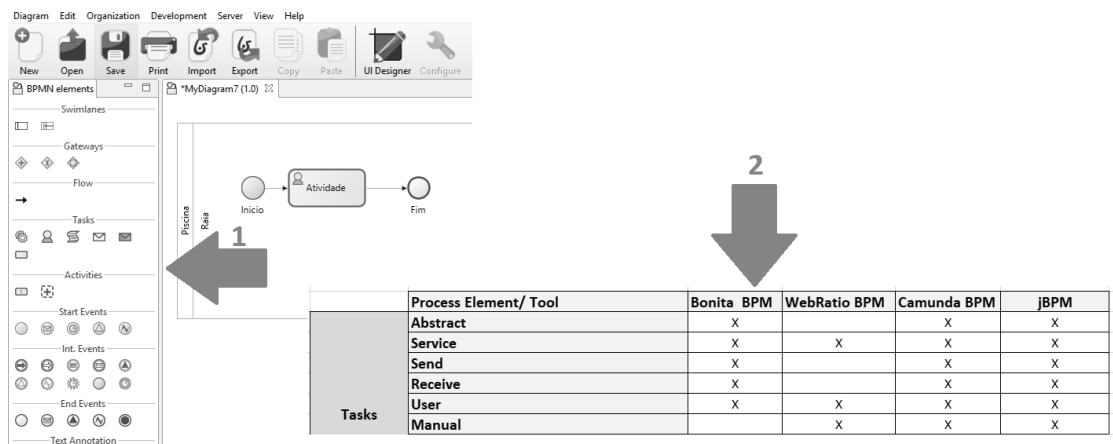 Diagram Edit Organization Development Server View Help
New Open Save Print Import Export Copy Paste UI Designer Configure
BPMN elements
*MyDiagram7 (1.0)
Swimlanes
Gateways
Flow
Tasks
Activities
Start Events
Int. Events
End Events
Text Annotation
Piscina
Raia
Inicio
Atividade
Fim
1
2
Process Element/ Tool Bonita BPM WebRatio BPM Camunda BPM jBPM
Tasks
Abstract X X X
Service X X X X
Send X X X
Receive X X X
User X X X X
Manual X X X